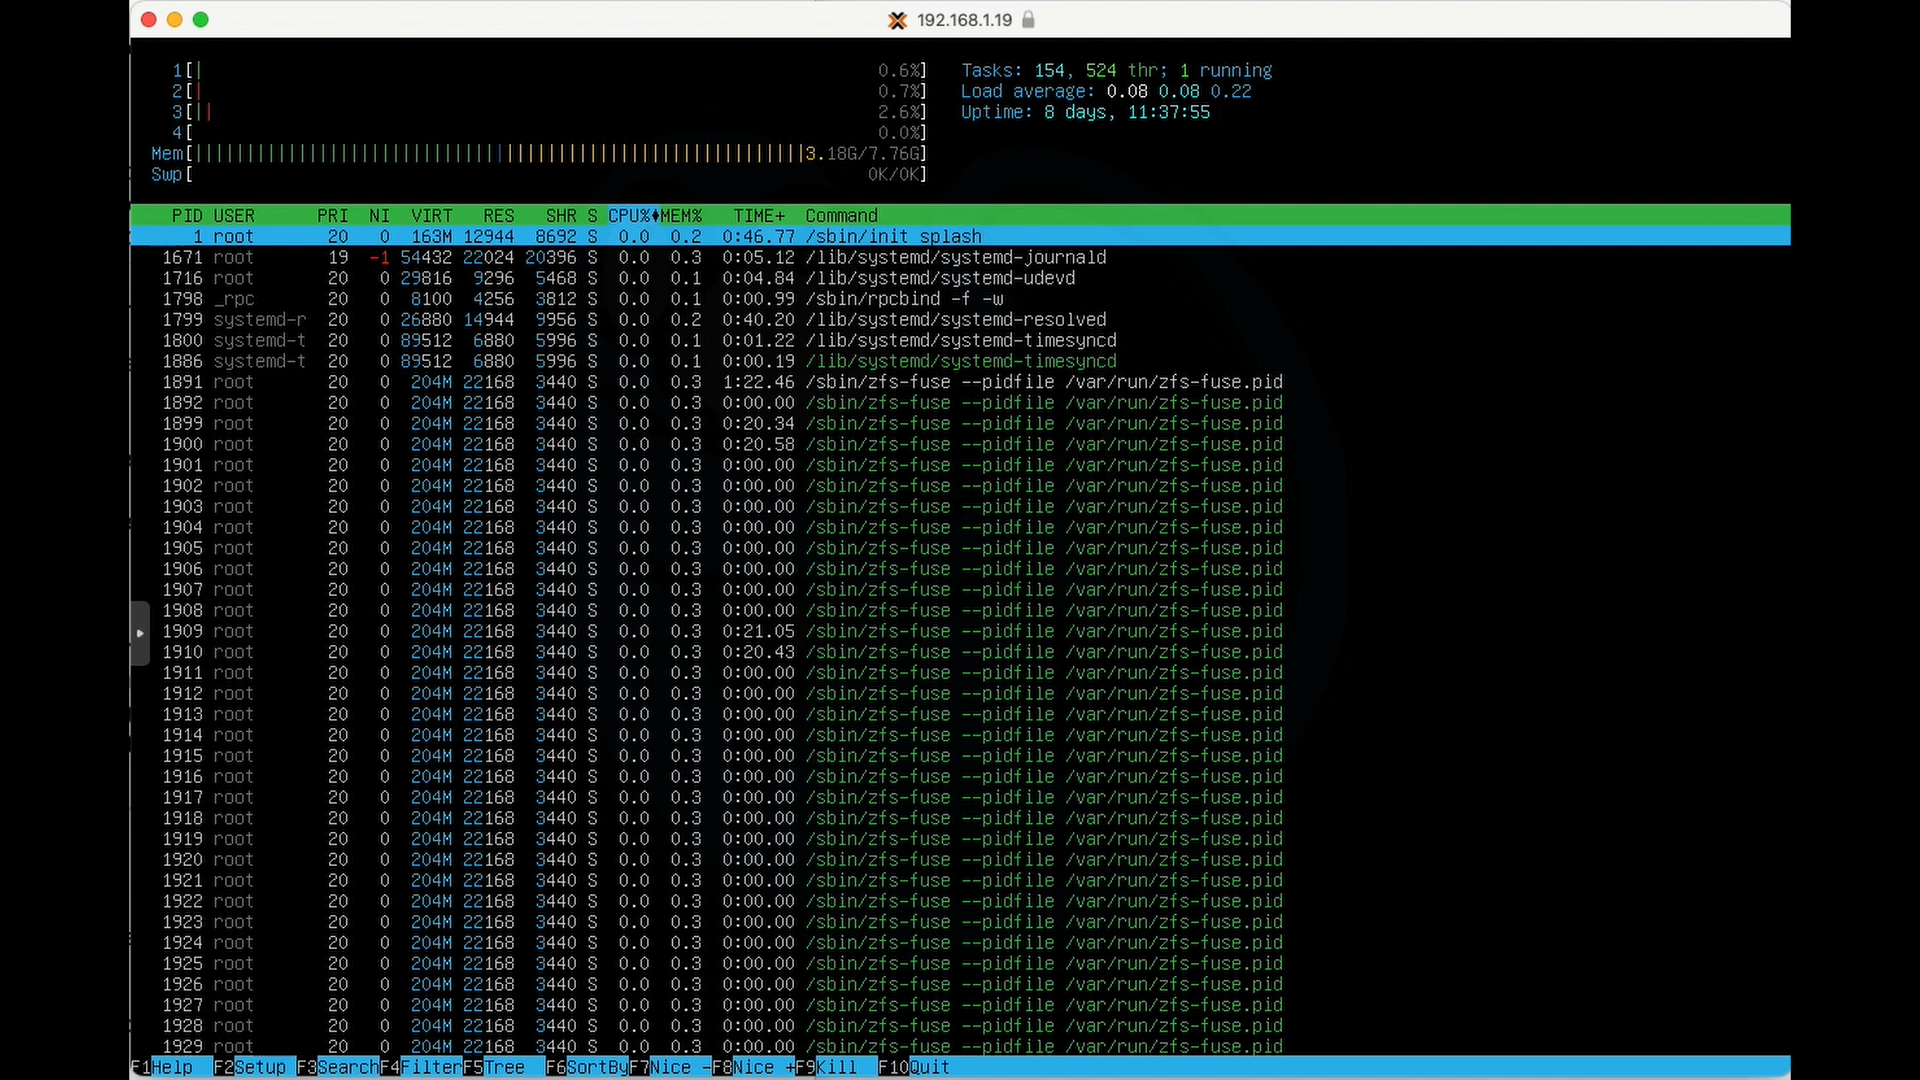 192.168.1.19
1[| 0.6%] Tasks: 154, 524 thr; 1 running
2[| 0.7%] Load average: 0.08 0.08 0.22
3[|| 2.6%] Uptime: 8 days, 11:37:55
4[ 0.0%]
Mem[||||||||||||||||||||||||||||||||||||||||||||||||||||||||||||3.18G/7.76G]
Swp[ 0K/0K]
PID USER PRI NI VIRT RES SHR S CPU% MEM% TIME+ Command
1 root 20 0 163M 12944 8692 S 0.0 0.2 0:46.77 /sbin/init splash
1671 root 19 -1 54432 22024 20396 S 0.0 0.3 0:05.12 /lib/systemd/systemd-journald
1716 root 20 0 29816 9296 5468 S 0.0 0.1 0:04.84 /lib/systemd/systemd-udevd
1798 _rpc 20 0 8100 4256 3812 S 0.0 0.1 0:00.99 /sbin/rpcbind -f -w
1799 systemd-r 20 0 26880 14944 9956 S 0.0 0.2 0:40.20 /lib/systemd/systemd-resolved
1800 systemd-t 20 0 89512 6880 5996 S 0.0 0.1 0:01.22 /lib/systemd/systemd-timesyncd
1886 systemd-t 20 0 89512 6880 5996 S 0.0 0.1 0:00.19 /lib/systemd/systemd-timesyncd
1891 root 20 0 204M 22168 3440 S 0.0 0.3 1:22.46 /sbin/zfs-fuse --pidfile /var/run/zfs-fuse.pid
1892 root 20 0 204M 22168 3440 S 0.0 0.3 0:00.00 /sbin/zfs-fuse --pidfile /var/run/zfs-fuse.pid
1899 root 20 0 204M 22168 3440 S 0.0 0.3 0:20.34 /sbin/zfs-fuse --pidfile /var/run/zfs-fuse.pid
1900 root 20 0 204M 22168 3440 S 0.0 0.3 0:20.58 /sbin/zfs-fuse --pidfile /var/run/zfs-fuse.pid
1901 root 20 0 204M 22168 3440 S 0.0 0.3 0:00.00 /sbin/zfs-fuse --pidfile /var/run/zfs-fuse.pid
1902 root 20 0 204M 22168 3440 S 0.0 0.3 0:00.00 /sbin/zfs-fuse --pidfile /var/run/zfs-fuse.pid
1903 root 20 0 204M 22168 3440 S 0.0 0.3 0:00.00 /sbin/zfs-fuse --pidfile /var/run/zfs-fuse.pid
1904 root 20 0 204M 22168 3440 S 0.0 0.3 0:00.00 /sbin/zfs-fuse --pidfile /var/run/zfs-fuse.pid
1905 root 20 0 204M 22168 3440 S 0.0 0.3 0:00.00 /sbin/zfs-fuse --pidfile /var/run/zfs-fuse.pid
1906 root 20 0 204M 22168 3440 S 0.0 0.3 0:00.00 /sbin/zfs-fuse --pidfile /var/run/zfs-fuse.pid
1907 root 20 0 204M 22168 3440 S 0.0 0.3 0:00.00 /sbin/zfs-fuse --pidfile /var/run/zfs-fuse.pid
1908 root 20 0 204M 22168 3440 S 0.0 0.3 0:00.00 /sbin/zfs-fuse --pidfile /var/run/zfs-fuse.pid
1909 root 20 0 204M 22168 3440 S 0.0 0.3 0:21.05 /sbin/zfs-fuse --pidfile /var/run/zfs-fuse.pid
1910 root 20 0 204M 22168 3440 S 0.0 0.3 0:20.43 /sbin/zfs-fuse --pidfile /var/run/zfs-fuse.pid
1911 root 20 0 204M 22168 3440 S 0.0 0.3 0:00.00 /sbin/zfs-fuse --pidfile /var/run/zfs-fuse.pid
1912 root 20 0 204M 22168 3440 S 0.0 0.3 0:00.00 /sbin/zfs-fuse --pidfile /var/run/zfs-fuse.pid
1913 root 20 0 204M 22168 3440 S 0.0 0.3 0:00.00 /sbin/zfs-fuse --pidfile /var/run/zfs-fuse.pid
1914 root 20 0 204M 22168 3440 S 0.0 0.3 0:00.00 /sbin/zfs-fuse --pidfile /var/run/zfs-fuse.pid
1915 root 20 0 204M 22168 3440 S 0.0 0.3 0:00.00 /sbin/zfs-fuse --pidfile /var/run/zfs-fuse.pid
1916 root 20 0 204M 22168 3440 S 0.0 0.3 0:00.00 /sbin/zfs-fuse --pidfile /var/run/zfs-fuse.pid
1917 root 20 0 204M 22168 3440 S 0.0 0.3 0:00.00 /sbin/zfs-fuse --pidfile /var/run/zfs-fuse.pid
1918 root 20 0 204M 22168 3440 S 0.0 0.3 0:00.00 /sbin/zfs-fuse --pidfile /var/run/zfs-fuse.pid
1919 root 20 0 204M 22168 3440 S 0.0 0.3 0:00.00 /sbin/zfs-fuse --pidfile /var/run/zfs-fuse.pid
1920 root 20 0 204M 22168 3440 S 0.0 0.3 0:00.00 /sbin/zfs-fuse --pidfile /var/run/zfs-fuse.pid
1921 root 20 0 204M 22168 3440 S 0.0 0.3 0:00.00 /sbin/zfs-fuse --pidfile /var/run/zfs-fuse.pid
1922 root 20 0 204M 22168 3440 S 0.0 0.3 0:00.00 /sbin/zfs-fuse --pidfile /var/run/zfs-fuse.pid
1923 root 20 0 204M 22168 3440 S 0.0 0.3 0:00.00 /sbin/zfs-fuse --pidfile /var/run/zfs-fuse.pid
1924 root 20 0 204M 22168 3440 S 0.0 0.3 0:00.00 /sbin/zfs-fuse --pidfile /var/run/zfs-fuse.pid
1925 root 20 0 204M 22168 3440 S 0.0 0.3 0:00.00 /sbin/zfs-fuse --pidfile /var/run/zfs-fuse.pid
1926 root 20 0 204M 22168 3440 S 0.0 0.3 0:00.00 /sbin/zfs-fuse --pidfile /var/run/zfs-fuse.pid
1927 root 20 0 204M 22168 3440 S 0.0 0.3 0:00.00 /sbin/zfs-fuse --pidfile /var/run/zfs-fuse.pid
1928 root 20 0 204M 22168 3440 S 0.0 0.3 0:00.00 /sbin/zfs-fuse --pidfile /var/run/zfs-fuse.pid
1929 root 20 0 204M 22168 3440 S 0.0 0.3 0:00.00 /sbin/zfs-fuse --pidfile /var/run/zfs-fuse.pid
F1Help F2Setup F3SearchF4FilterF5Tree F6SortByF7Nice -F8Nice +F9Kill F10Quit